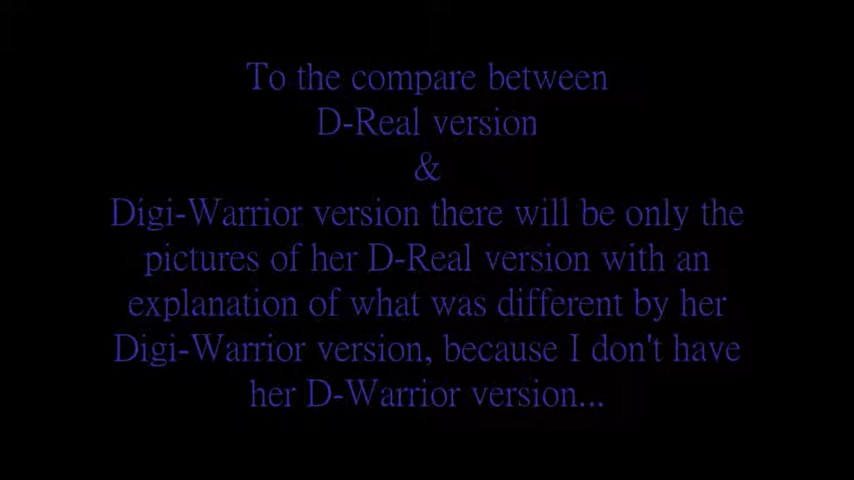 To the compare between
D-Real version
&
Digi-Warrior version there will be only the
pictures of her D-Real version with an
explanation of what was different by her
Digi-Warrior version, because I don't have
her D-Warrior version...